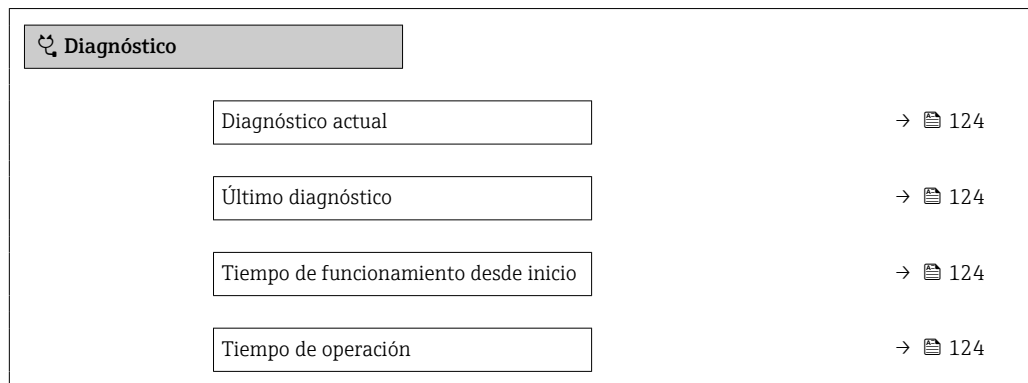 Diagnóstico
Diagnóstico actual → 124
Último diagnóstico → 124
Tiempo de funcionamiento desde inicio → 124
Tiempo de operación → 124